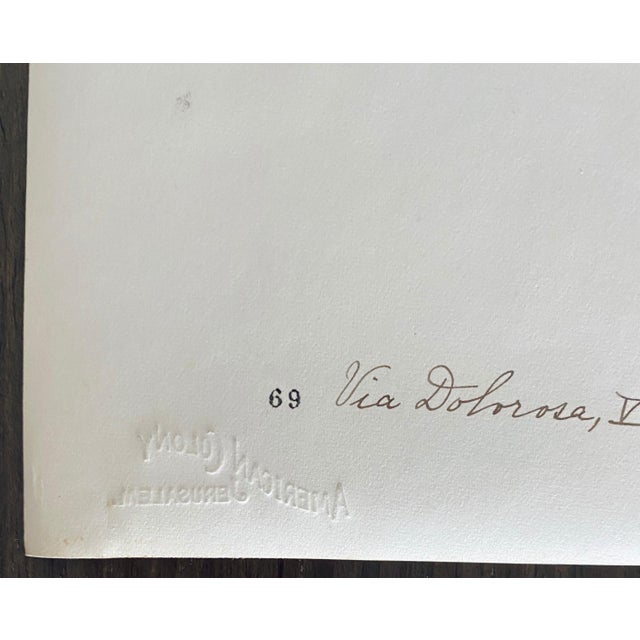 69 Via Dolorosa, V
AMERICAN COLONY
JERUSALEM.